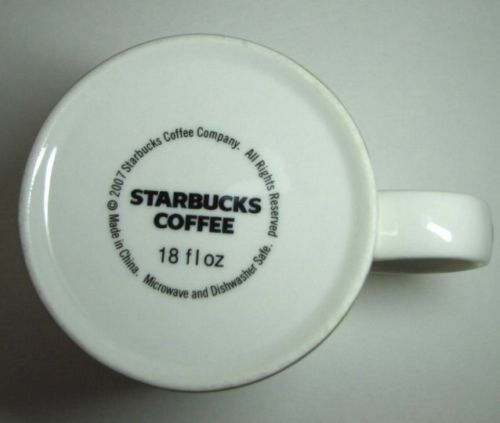 © 2007 Starbucks Coffee Company. All Rights Reserved
STARBUCKS
COFFEE
18 fl oz
Made in China. Microwave and Dishwasher Safe.